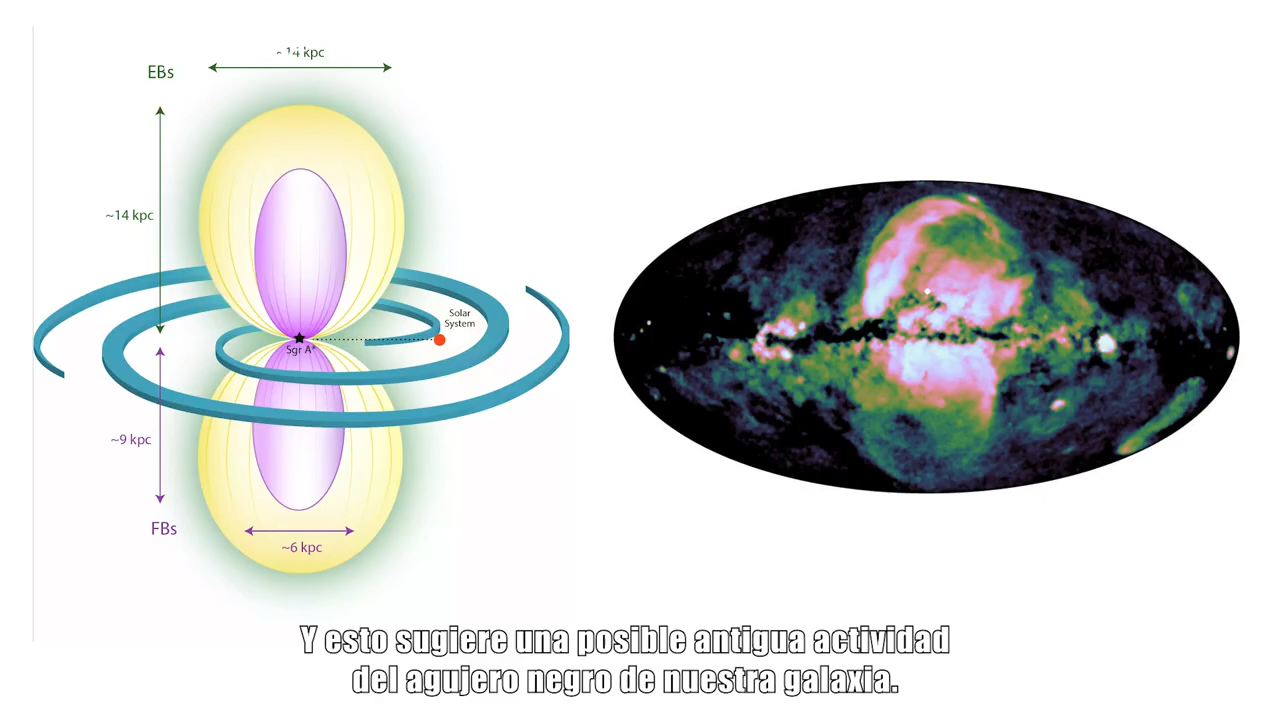 ~14 kpc
EBs
~14 kpc
Solar
System
Sgr A*
~9 kpc
FBs
~6 kpc
Y esto sugiere una posible antigua actividad
del agujero negro de nuestra galaxia.